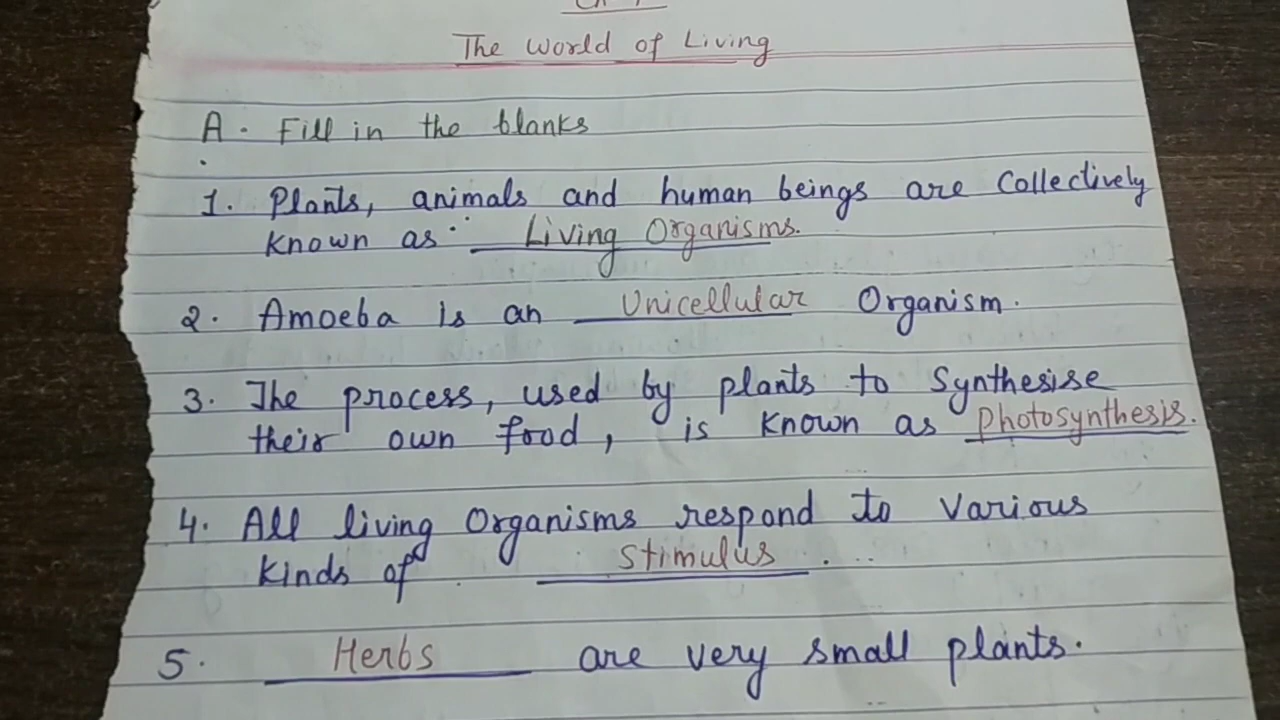 The World of Living
A. Fill in the blanks
1. Plants, animals and human beings are Collectively
known as Living Organisms.
2. Amoeba is an Unicellular Organism.
3. The process, used by plants to Synthesise
their own food, is known as Photosynthesis.
4. All living Organisms respond to Various
kinds of Stimulus.
5. Herbs are very small plants.